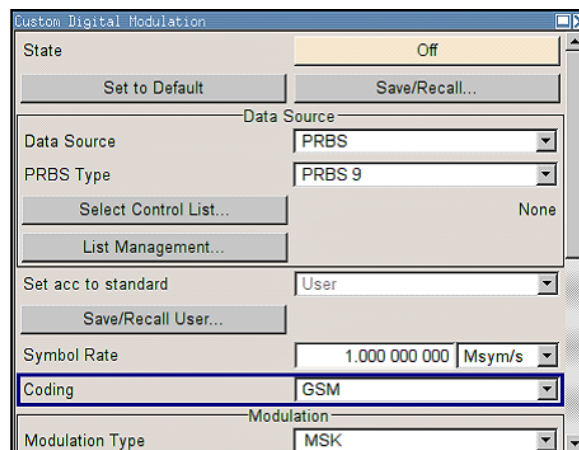 Custom Digital Modulation
State Off
Set to Default Save/Recall...
Data Source
Data Source PRBS
PRBS Type PRBS 9
Select Control List... None
List Management...
Set acc to standard User
Save/Recall User...
Symbol Rate 1.000 000 000 Msym/s
Coding GSM
Modulation
Modulation Type MSK